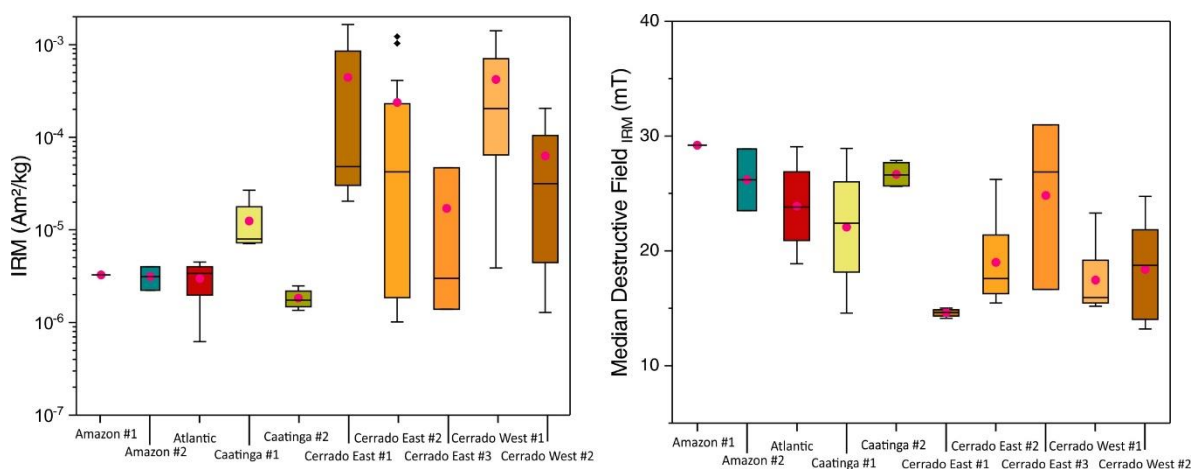 IRM (Am²/kg)
10⁻³
10⁻⁴
10⁻⁵
10⁻⁶
10⁻⁷
Amazon #1
Amazon #2
Atlantic
Caatinga #1
Caatinga #2
Cerrado East #1
Cerrado East #2
Cerrado East #3
Cerrado West #1
Cerrado West #2
Median Destructive Field IRM (mT)
40
30
20
10
Amazon #1
Amazon #2
Atlantic
Caatinga #1
Caatinga #2
Cerrado East #1
Cerrado East #2
Cerrado East #3
Cerrado West #1
Cerrado West #2